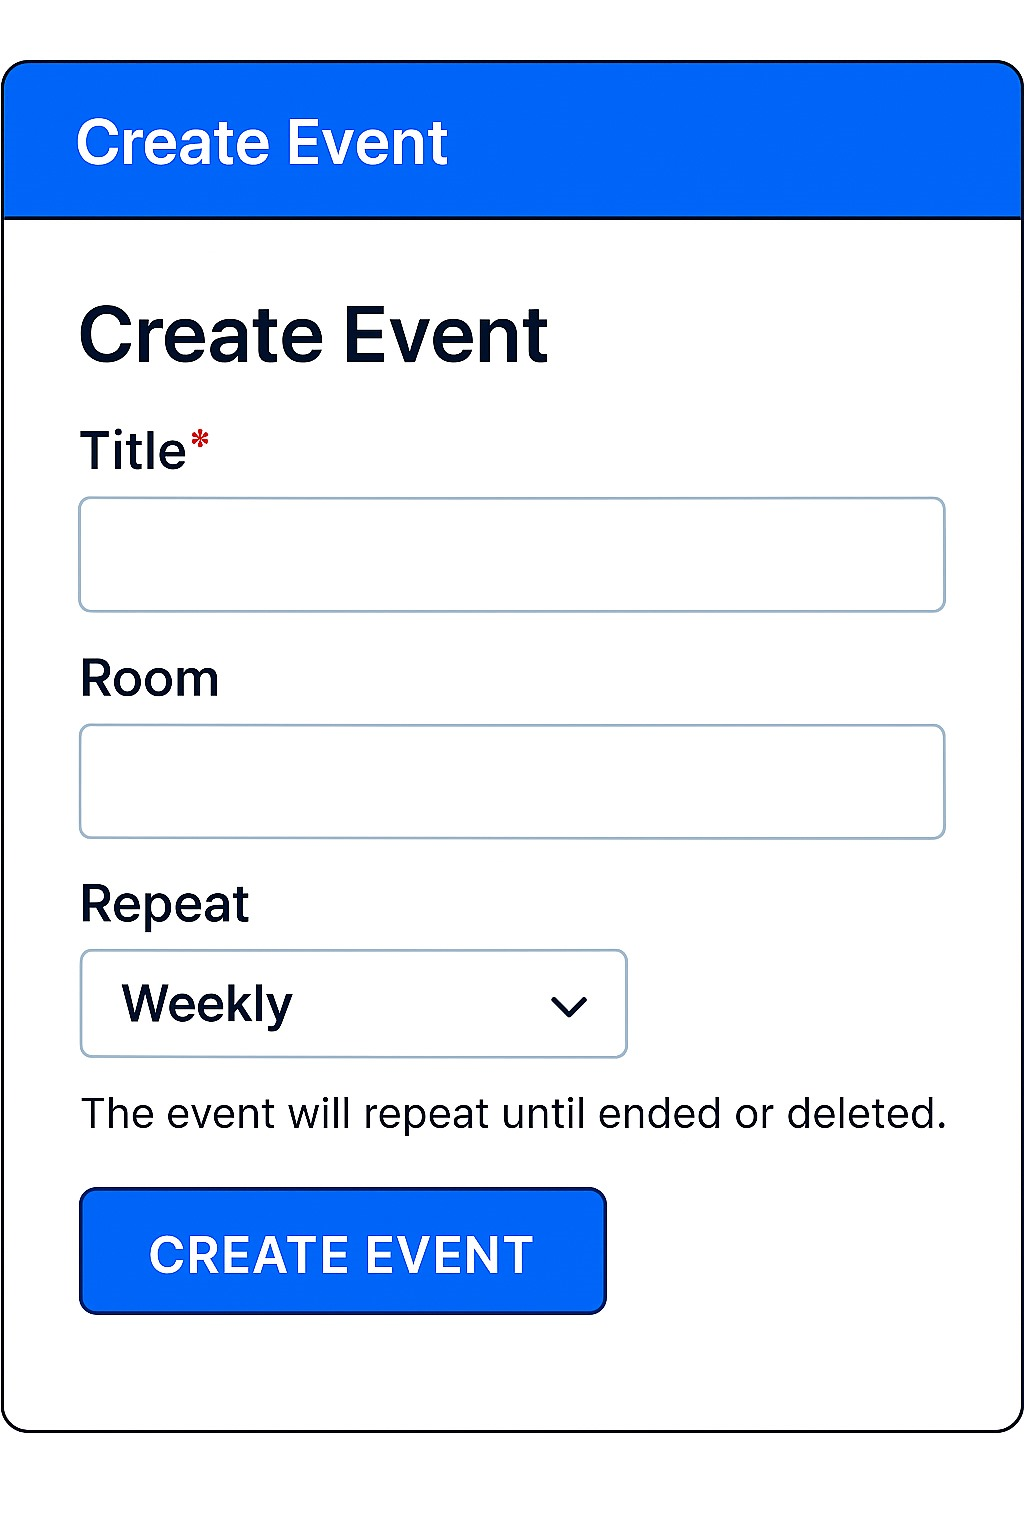 Create Event
Create Event
Title*
Room
Repeat
Weekly
The event will repeat until ended or deleted.
CREATE EVENT